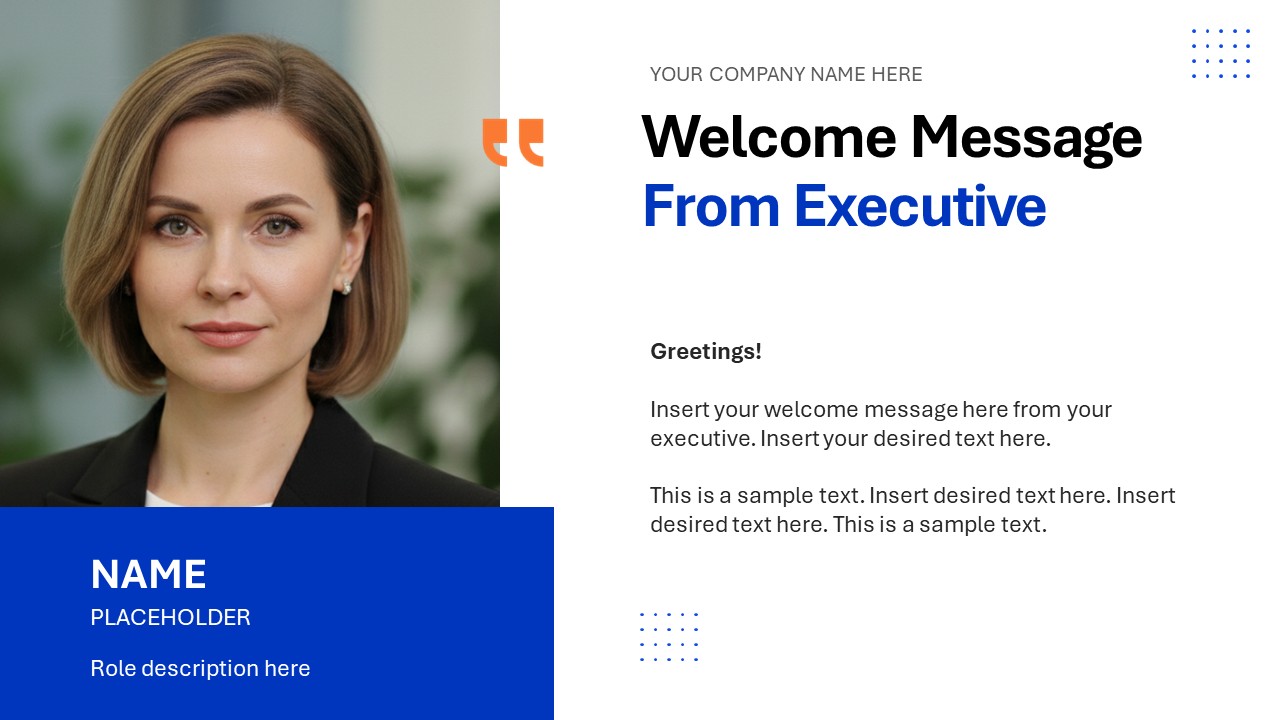 YOUR COMPANY NAME HERE
Welcome Message
From Executive
Greetings!
Insert your welcome message here from your
executive. Insert your desired text here.
This is a sample text. Insert desired text here. Insert
desired text here. This is a sample text.
NAME
PLACEHOLDER
Role description here